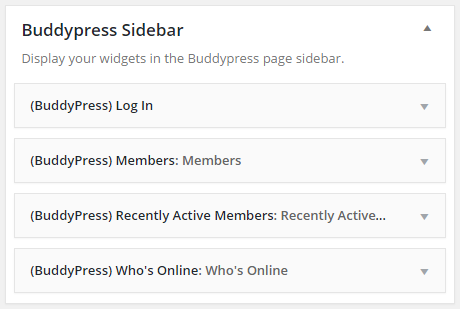 Buddypress Sidebar
Display your widgets in the Buddypress page sidebar.
(BuddyPress) Log In
(BuddyPress) Members: Members
(BuddyPress) Recently Active Members: Recently Active...
(BuddyPress) Who's Online: Who's Online